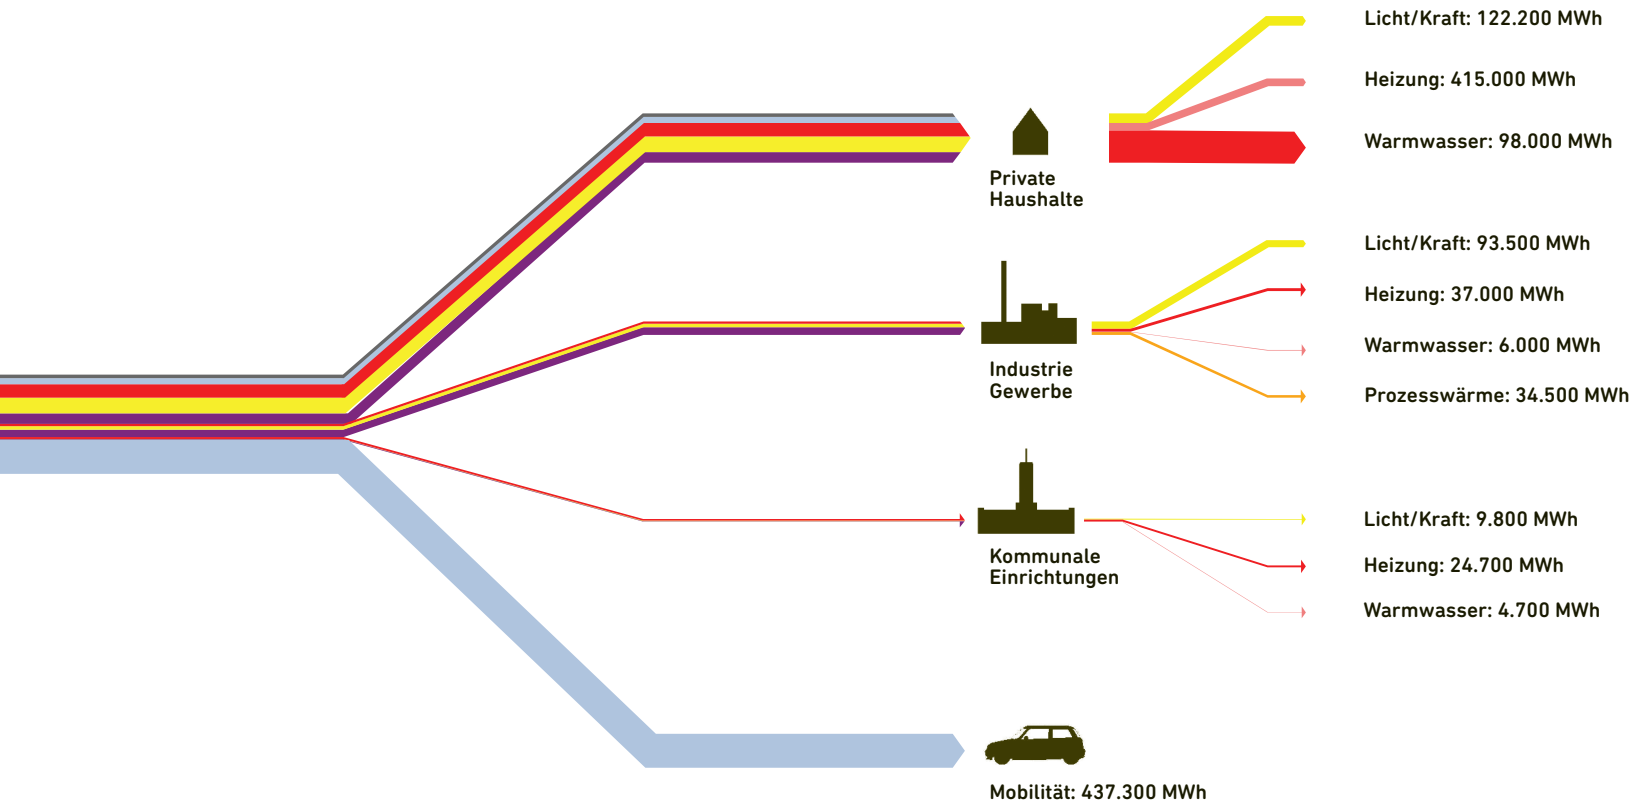 Licht/Kraft: 122.200 MWh
Heizung: 415.000 MWh
Warmwasser: 98.000 MWh
Private
Haushalte
Licht/Kraft: 93.500 MWh
Heizung: 37.000 MWh
Warmwasser: 6.000 MWh
Prozesswärme: 34.500 MWh
Industrie
Gewerbe
Licht/Kraft: 9.800 MWh
Heizung: 24.700 MWh
Warmwasser: 4.700 MWh
Kommunale
Einrichtungen
Mobilität: 437.300 MWh